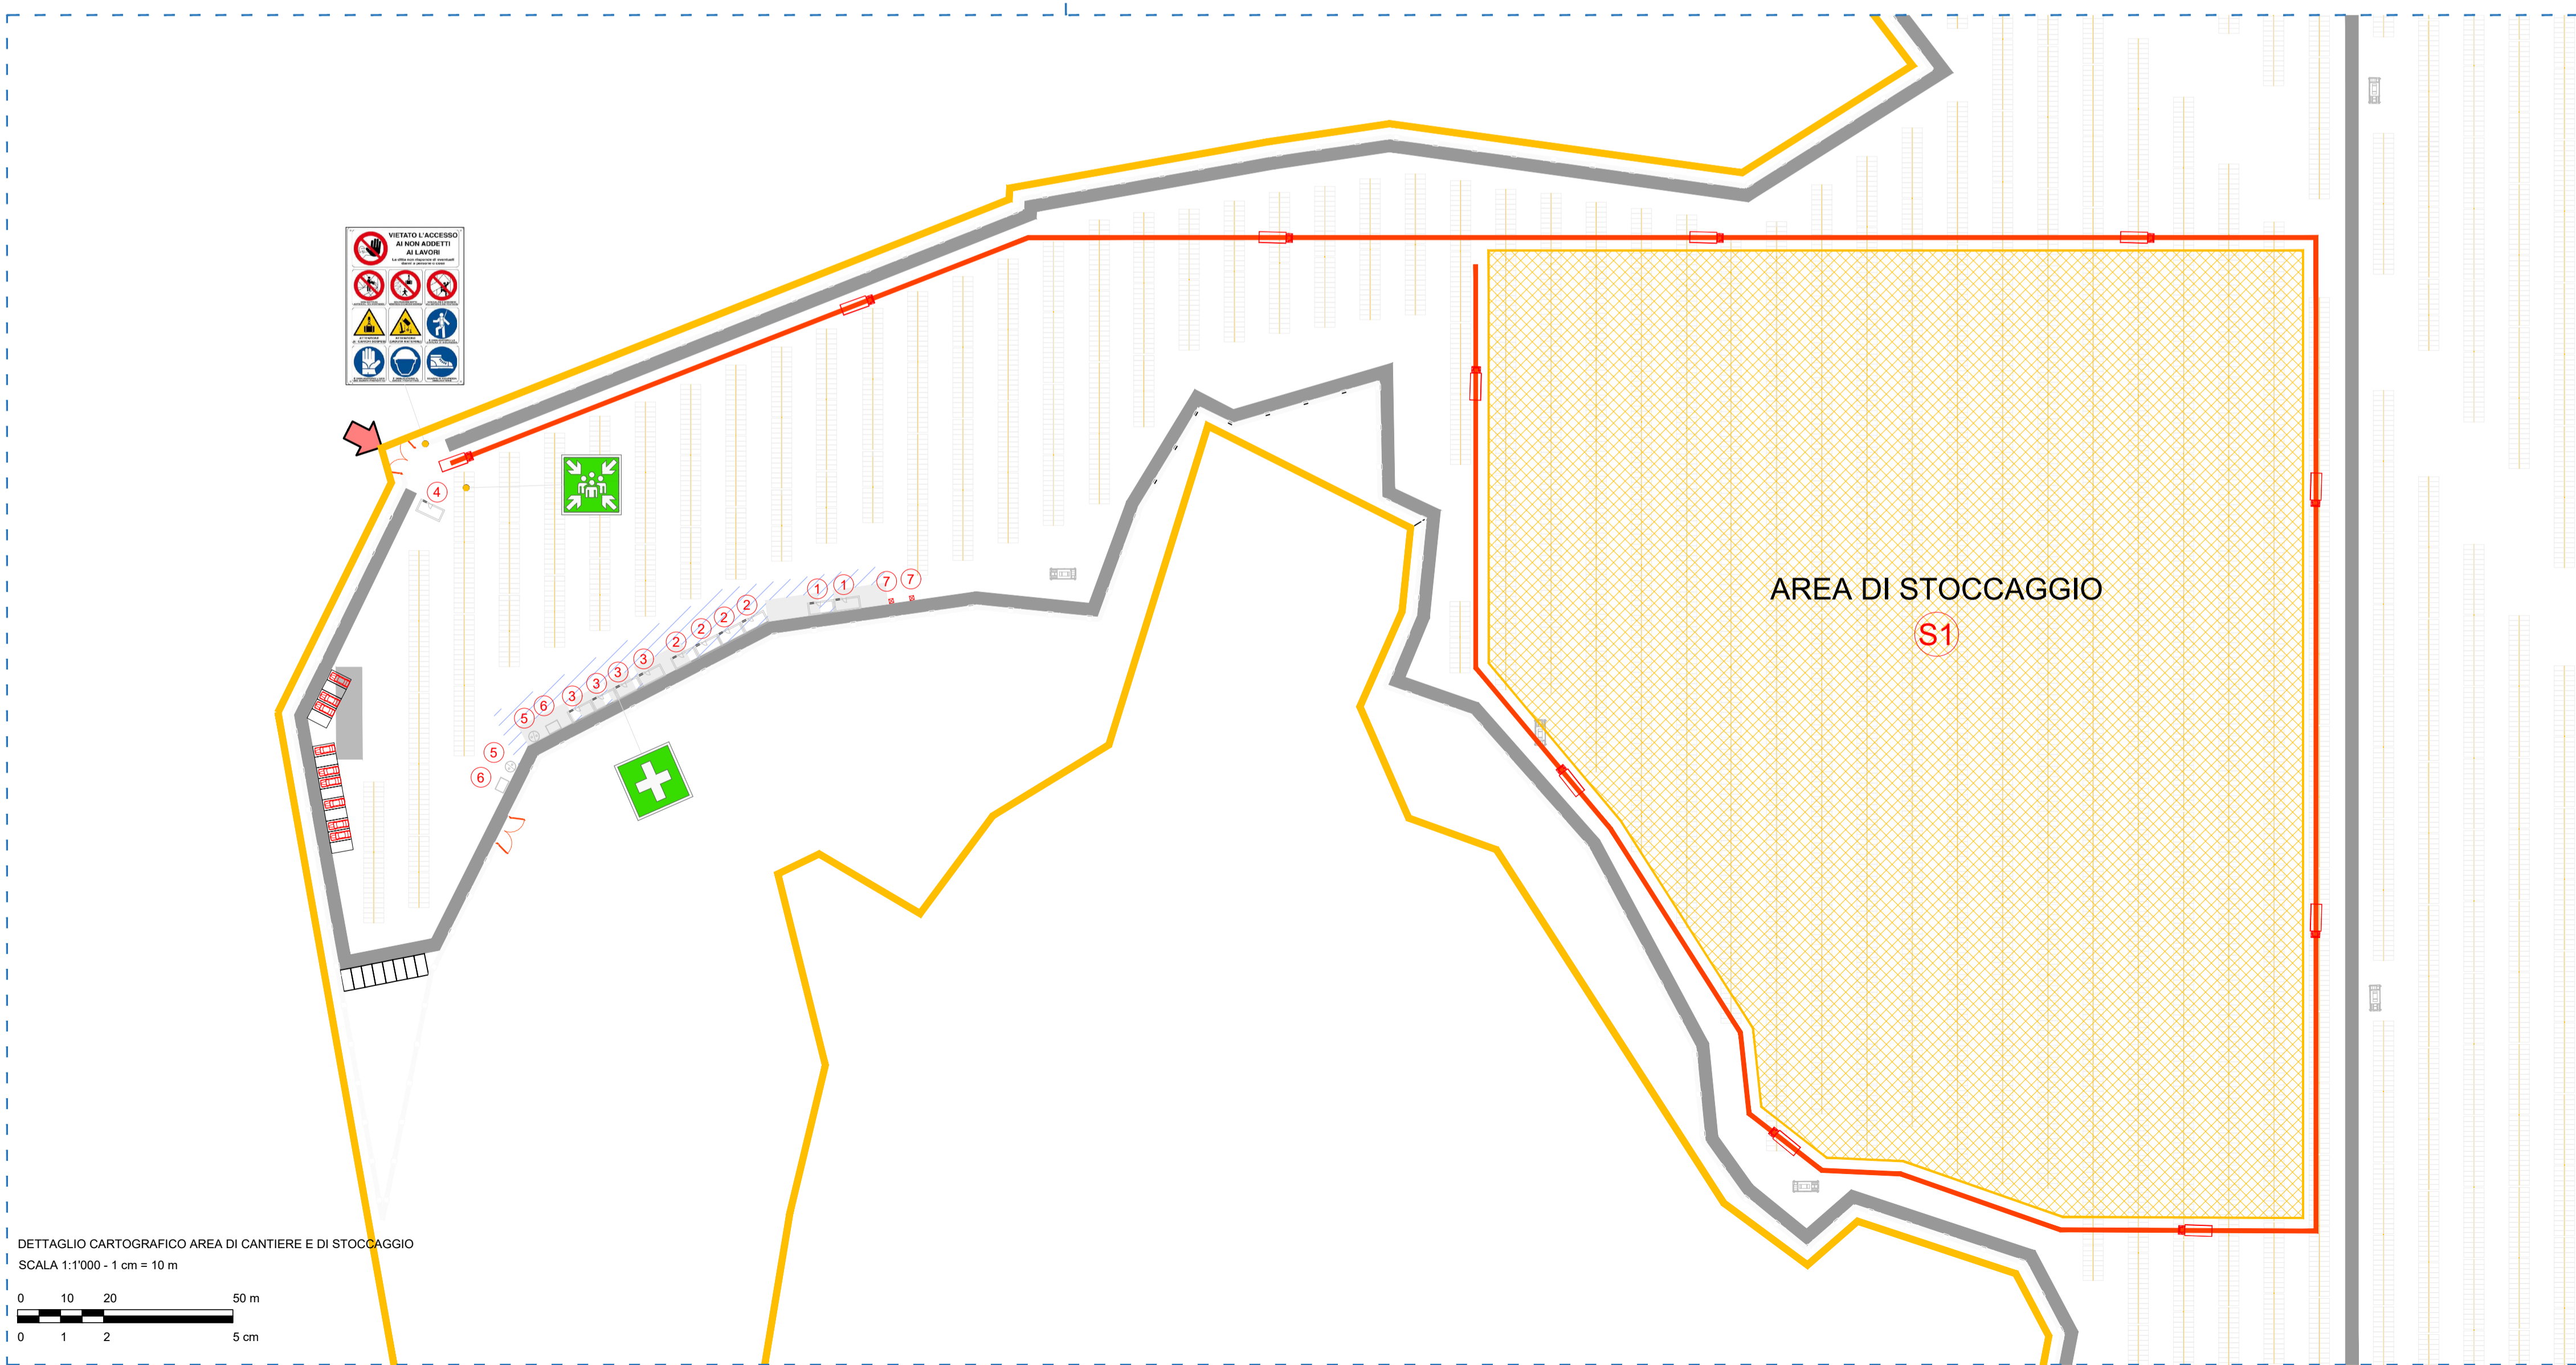 VIETATO L'ACCESSO
AI NON ADDETTI
AI LAVORI
4
1
1
7
7
2
2
2
2
3
3
3
3
6
5
5
6
AREA DI STOCCAGGIO
S1
DETTAGLIO CARTOGRAFICO AREA DI CANTIERE E DI STOCCAGGIO
SCALA 1:1'000 - 1 cm = 10 m
0 10 20 50 m
0 1 2 5 cm